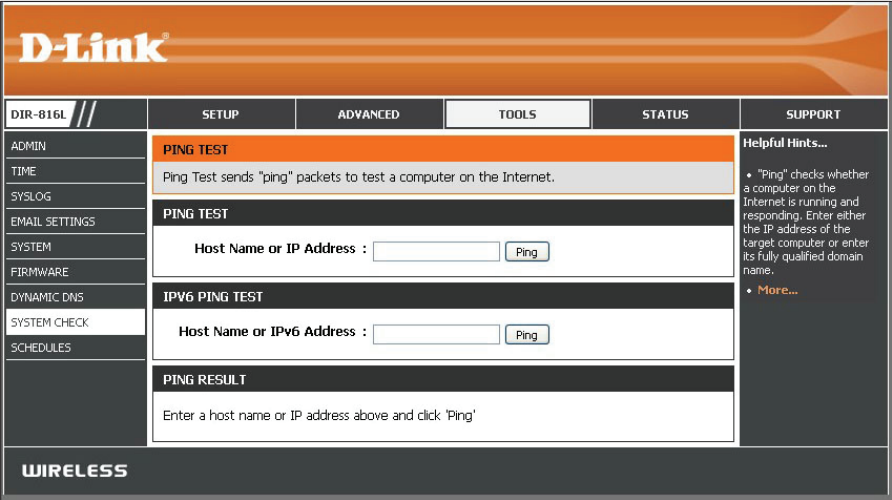 D-Link®
DIR-816L
SETUP
ADVANCED
TOOLS
STATUS
SUPPORT
ADMIN
TIME
SYSLOG
EMAIL SETTINGS
SYSTEM
FIRMWARE
DYNAMIC DNS
SYSTEM CHECK
SCHEDULES
PING TEST
Ping Test sends "ping" packets to test a computer on the Internet.
PING TEST
Host Name or IP Address :
Ping
IPV6 PING TEST
Host Name or IPv6 Address :
Ping
PING RESULT
Enter a host name or IP address above and click 'Ping'
Helpful Hints...
• "Ping" checks whether
a computer on the
Internet is running and
responding. Enter either
the IP address of the
target computer or enter
its fully qualified domain
name.
• More...
WIRELESS